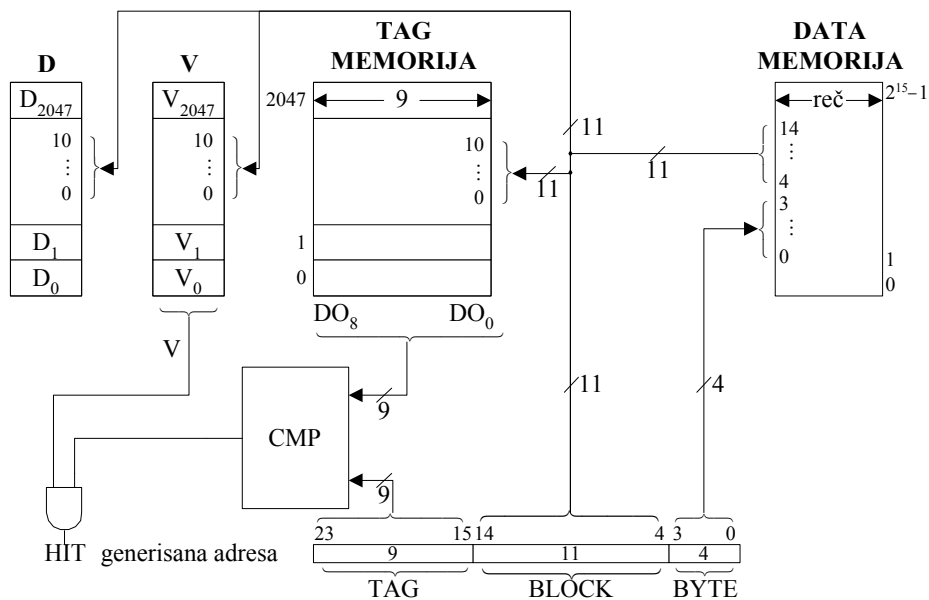 TAG
MEMORIJA
DATA
MEMORIJA
D
V
D2047
V2047
2047
9
reč
2^15–1
10
⋮
0
10
⋮
0
10
⋮
0
11
11
11
14
⋮
4
3
⋮
0
D1
V1
1
1
D0
V0
0
0
DO8
DO0
V
9
11
4
CMP
9
23
15
14
4
3
0
HIT
generisana adresa
9
11
4
TAG
BLOCK
BYTE